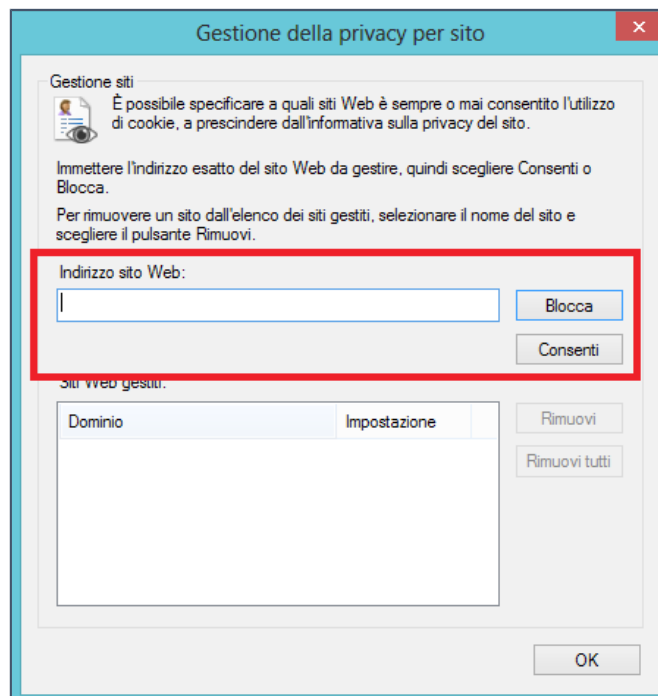 Gestione della privacy per sito
Gestione siti
È possibile specificare a quali siti Web è sempre o mai consentito l'utilizzo
di cookie, a prescindere dall'informativa sulla privacy del sito.
Immettere l'indirizzo esatto del sito Web da gestire, quindi scegliere Consenti o
Blocca.
Per rimuovere un sito dall'elenco dei siti gestiti, selezionare il nome del sito e
scegliere il pulsante Rimuovi.
Indirizzo sito Web:
Blocca
Consenti
Siti Web gestiti:
Dominio
Impostazione
Rimuovi
Rimuovi tutti
OK